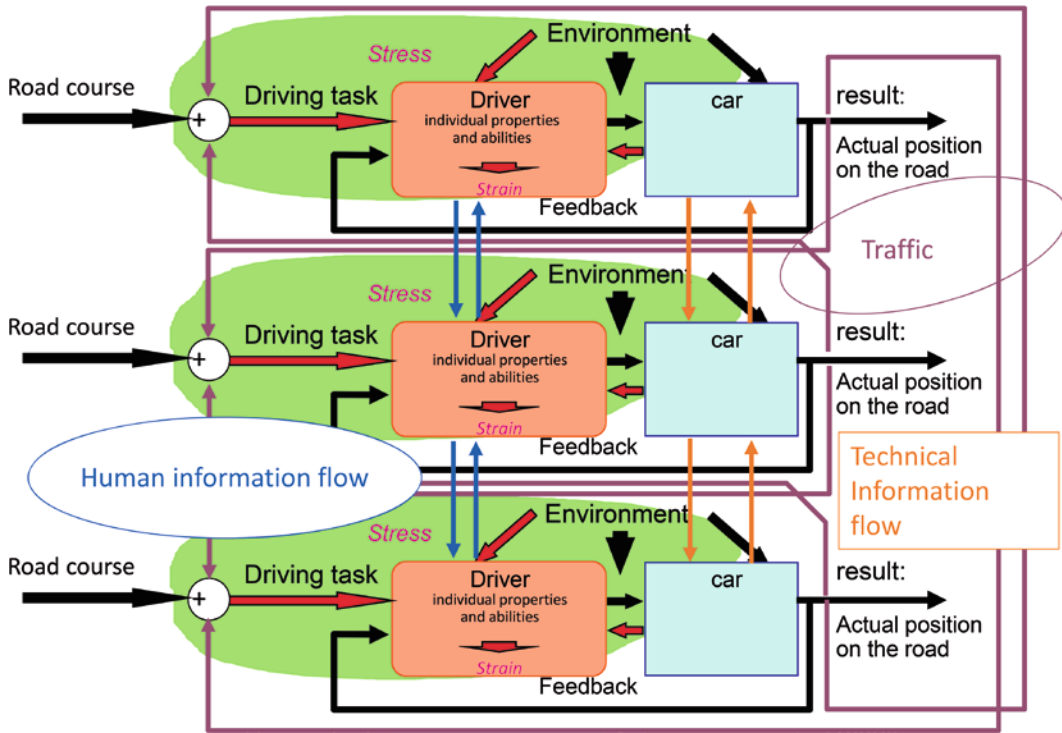 Environment
Stress
Road course
Driving task
Driver
individual properties
and abilities
Strain
car
result:
Actual position
on the road
+
Feedback
Traffic
Environment
Stress
Road course
Driving task
Driver
individual properties
and abilities
Strain
car
result:
Actual position
on the road
+
Feedback
Human information flow
Technical
Information
flow
Environment
Stress
Road course
Driving task
Driver
individual properties
and abilities
Strain
car
result:
Actual position
on the road
+
Feedback